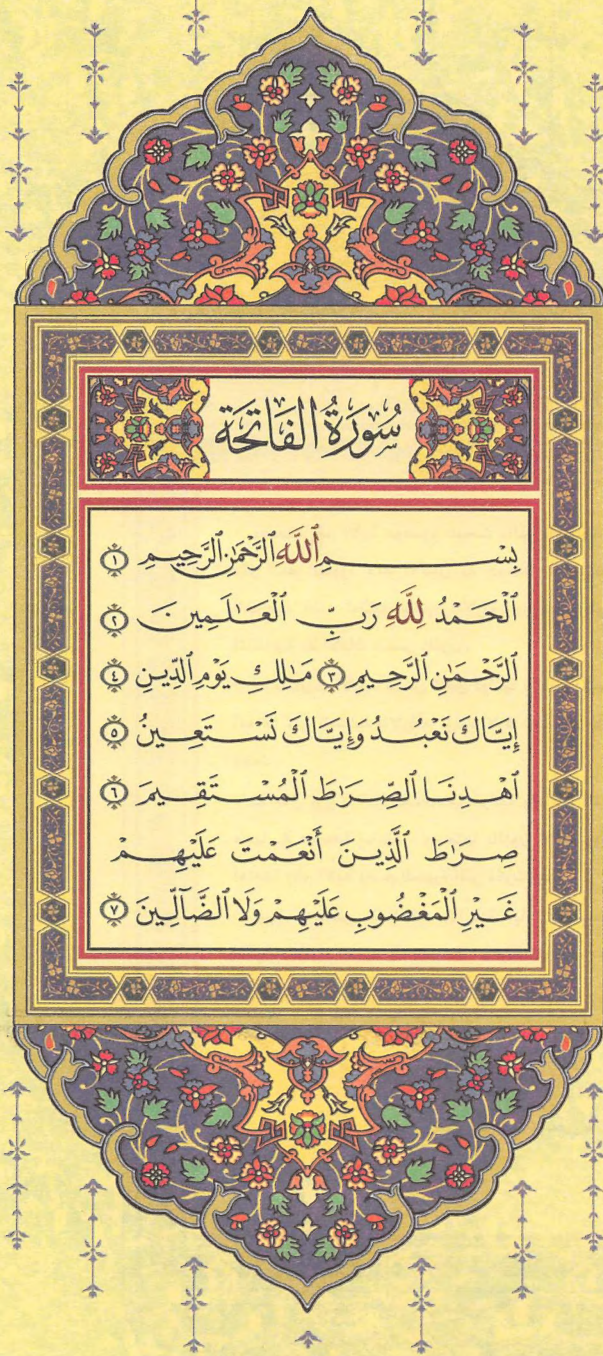 سُورَةُ الفَاتِحَة
بِسْمِ ٱللَّهِ ٱلرَّحْمَٰنِ ٱلرَّحِيمِ ١
ٱلْحَمْدُ لِلَّهِ رَبِّ ٱلْعَٰلَمِينَ ٢
ٱلرَّحْمَٰنِ ٱلرَّحِيمِ ٣ مَٰلِكِ يَوْمِ ٱلدِّينِ ٤
إِيَّاكَ نَعْبُدُ وَإِيَّاكَ نَسْتَعِينُ ٥
ٱهْدِنَا ٱلصِّرَٰطَ ٱلْمُسْتَقِيمَ ٦
صِرَٰطَ ٱلَّذِينَ أَنْعَمْتَ عَلَيْهِمْ
غَيْرِ ٱلْمَغْضُوبِ عَلَيْهِمْ وَلَا ٱلضَّآلِّينَ ٧